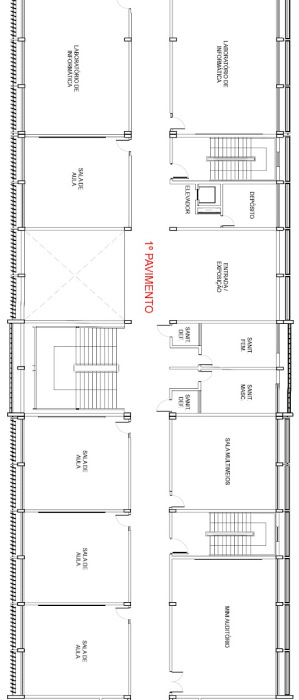 LABORATÓRIO DE
INFORMÁTICA
LABORATÓRIO DE
INFORMÁTICA
SALA DE
AULA
ELEVADOR
DEPÓSITO
1º PAVIMENTO
ENTRADA /
EXPOSIÇÃO
SANIT.
DEF.
SANIT.
FEM.
SANIT.
DEF.
SANIT.
MASC.
SALA DE
AULA
SALA MULTIMEIOS
SALA DE
AULA
SALA DE
AULA
MINI AUDITÓRIO